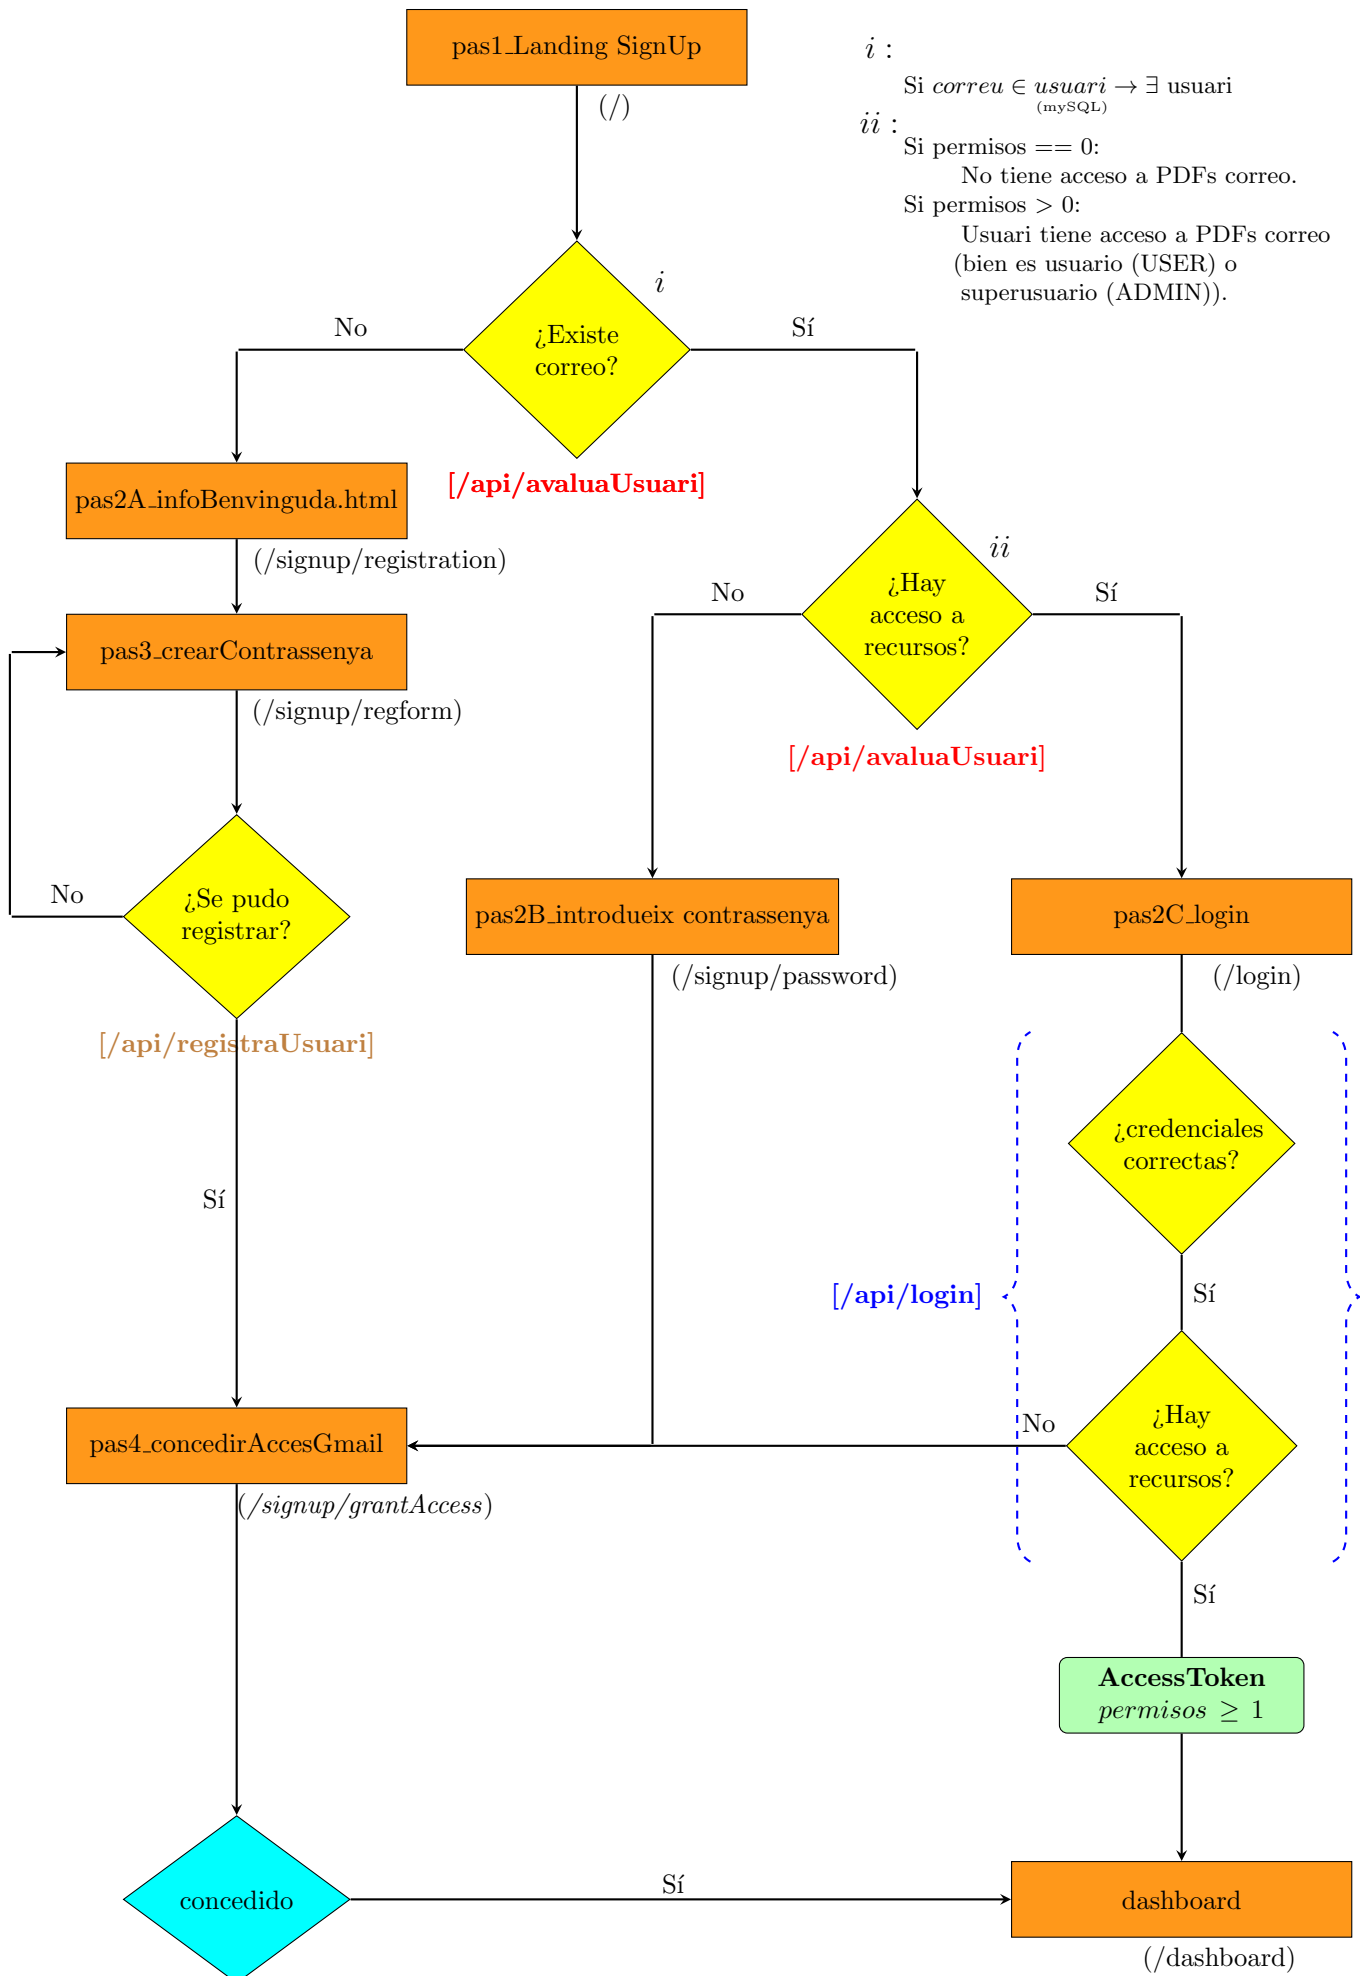 pas1_Landing SignUp
(/)
i :
Si correu ∈ usuari → ∃ usuari
(mySQL)
ii :
Si permisos == 0:
No tiene acceso a PDFs correo.
Si permisos > 0:
Usuari tiene acceso a PDFs correo
(bien es usuario (USER) o
superusuario (ADMIN)).
i
¿Existe
correo?
No
Sí
[/api/avaluaUsuari]
pas2A_infoBenvinguda.html
(/signup/registration)
ii
¿Hay
acceso a
recursos?
No
Sí
[/api/avaluaUsuari]
pas3_crearContrassenya
(/signup/regform)
¿Se pudo
registrar?
No
[/api/registraUsuari]
Sí
pas2B_introdueix contrassenya
(/signup/password)
pas2C_login
(/login)
¿credenciales
correctas?
[/api/login]
Sí
¿Hay
acceso a
recursos?
No
Sí
pas4_concedirAccesGmail
(/signup/grantAccess)
AccessToken
permisos ≥ 1
concedido
Sí
dashboard
(/dashboard)